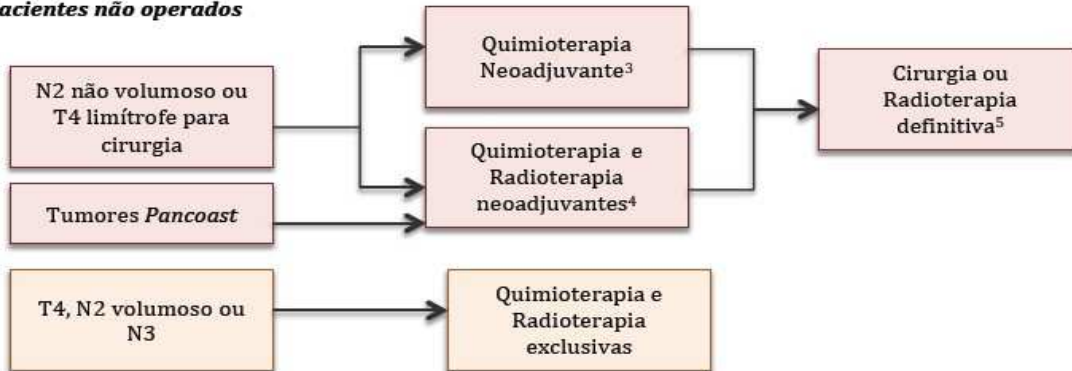 acientes não operados
N2 não volumoso ou
T4 limítrofe para
cirurgia
Quimioterapia
Neoadjuvante³
Quimioterapia e
Radioterapia
neoadjuvantes⁴
Cirurgia ou
Radioterapia
definitiva⁵
Tumores Pancoast
T4, N2 volumoso ou
N3
Quimioterapia e
Radioterapia
exclusivas